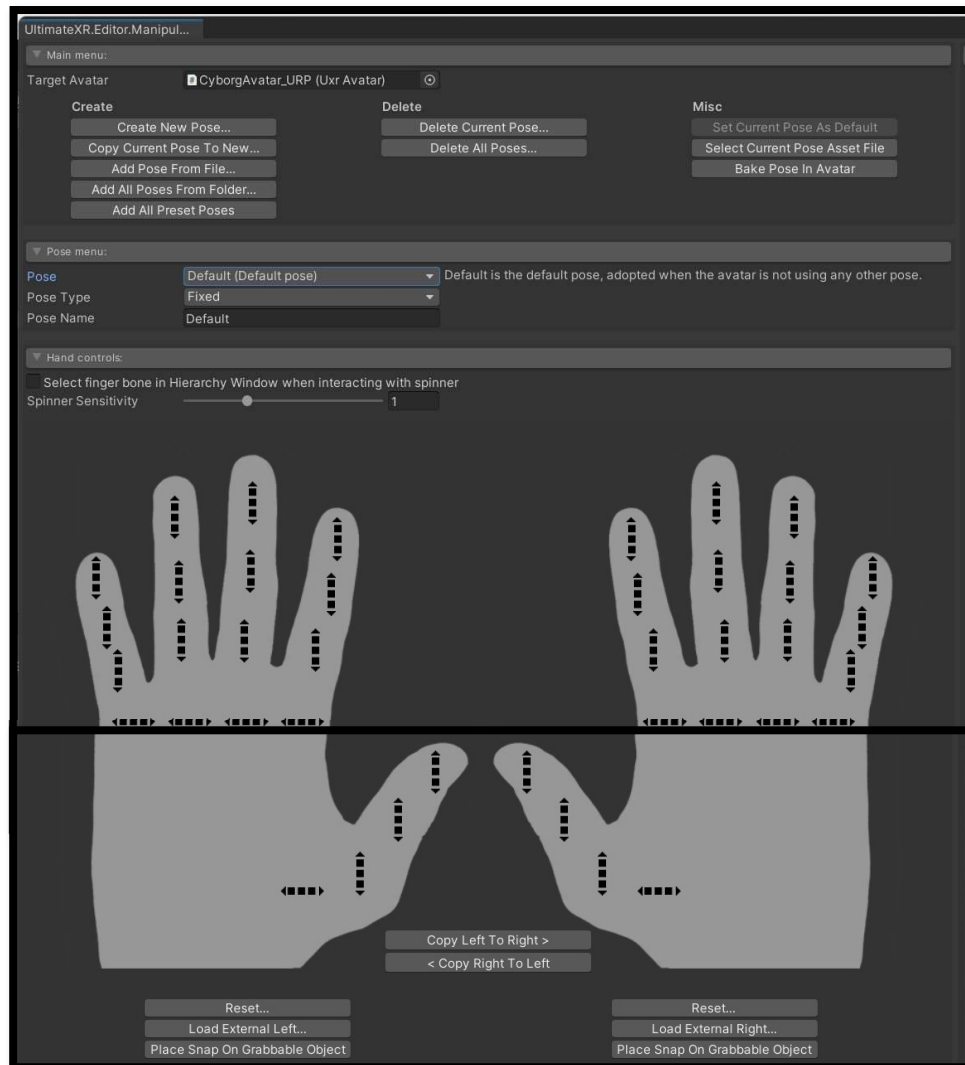 UltimateXR.Editor.Manipul...
Main menu:
Target Avatar CyborgAvatar_URP (Uxr Avatar)
Create Delete Misc
Create New Pose... Delete Current Pose... Set Current Pose As Default
Copy Current Pose To New... Delete All Poses... Select Current Pose Asset File
Add Pose From File... Bake Pose In Avatar
Add All Poses From Folder...
Add All Preset Poses
Pose menu:
Pose Default (Default pose) Default is the default pose, adopted when the avatar is not using any other pose.
Pose Type Fixed
Pose Name Default
Hand controls:
Select finger bone in Hierarchy Window when interacting with spinner
Spinner Sensitivity 1
Copy Left To Right >
< Copy Right To Left
Reset... Reset...
Load External Left... Load External Right...
Place Snap On Grabbable Object Place Snap On Grabbable Object